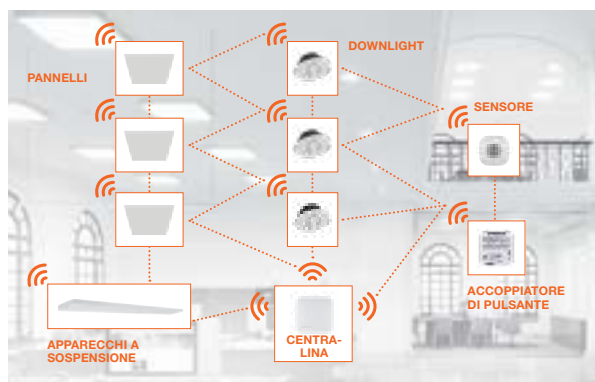 DOWNLIGHT
PANNELLI
SENSORE
ACCOPPIATORE
DI PULSANTE
CENTRA-
LINA
APPARECCHI A
SOSPENSIONE